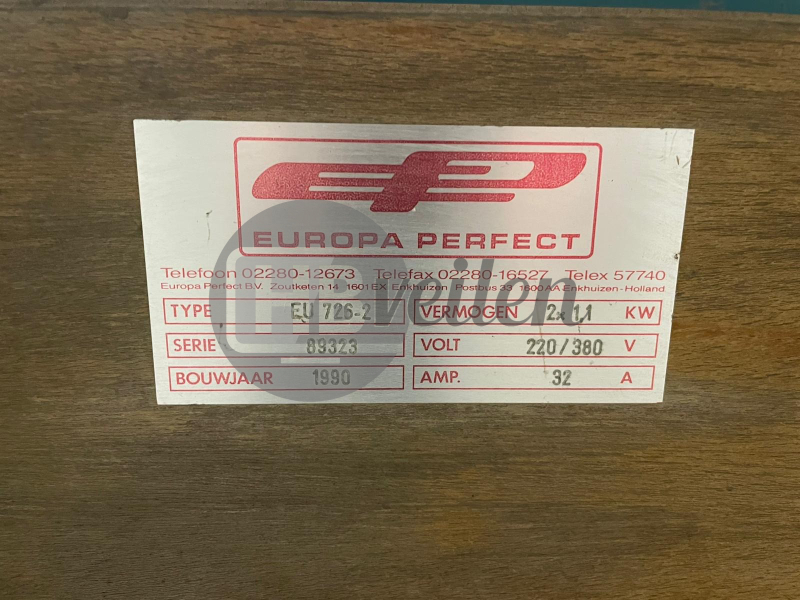 ep
EUROPA PERFECT
Telefoon 02280-12673 Telefax 02280-16527 Telex 57740
Europa Perfect B.V. Zoutketen 14 1601EX Enkhuizen Postbus 33 1600AA Enkhuizen - Holland
TYPE EU 726-2 VERMOGEN 2x 1,1 KW
SERIE 89323 VOLT 220/380 V
BOUWJAAR 1990 AMP. 32 A
veilen